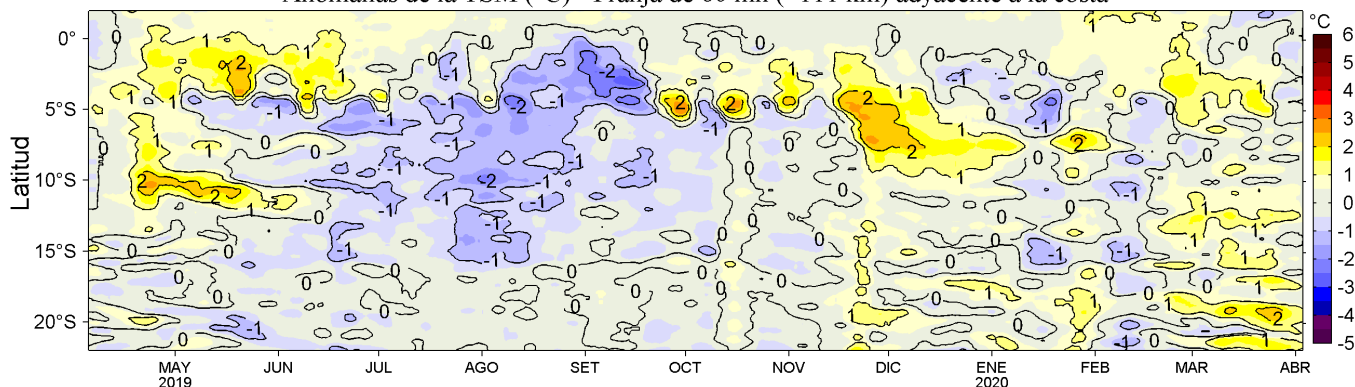 Anomalías de la TSM (°C) - Franja de 60 mn (~111 km) adyacente a la costa
°C
6
5
4
3
2
1
0
-1
-2
-3
-4
-5
Latitud
0°
5°S
10°S
15°S
20°S
MAY JUN JUL AGO SET OCT NOV DIC ENE FEB MAR ABR
2019 2020